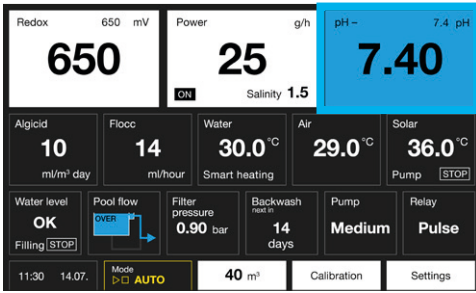 Redox 650 mV
650
Power g/h
25
ON Salinity 1.5
pH – 7.4 pH
7.40
Algicid
10
ml/m³ day
Flocc
14
ml/hour
Water
30.0°C
Smart heating
Air
29.0°C
Solar
36.0°C
Pump STOP
Water level
OK
Filling STOP
Pool flow
OVER
Filter
pressure
0.90 bar
Backwash
next in
14
days
Pump
Medium
Relay
Pulse
11:30 14.07.
Mode
AUTO
40 m³
Calibration
Settings